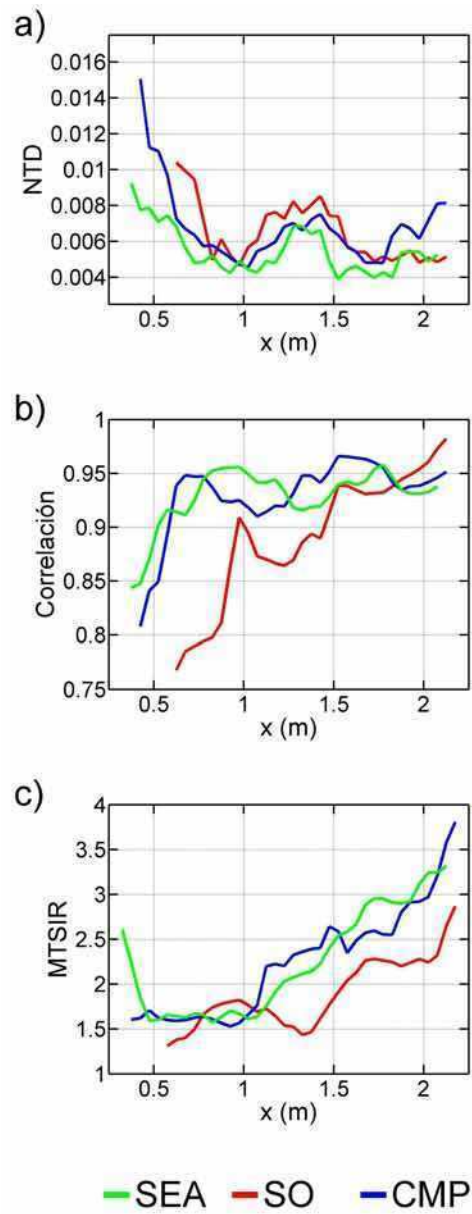 a)
0.016
0.014
0.012
0.01
0.008
0.006
0.004
NTD
0.5 1 1.5 2
x (m)
b)
1
0.95
0.9
0.85
0.8
0.75
Correlación
0.5 1 1.5 2
x (m)
c)
4
3.5
3
2.5
2
1.5
1
MTSIR
0.5 1 1.5 2
x (m)
SEA SO CMP